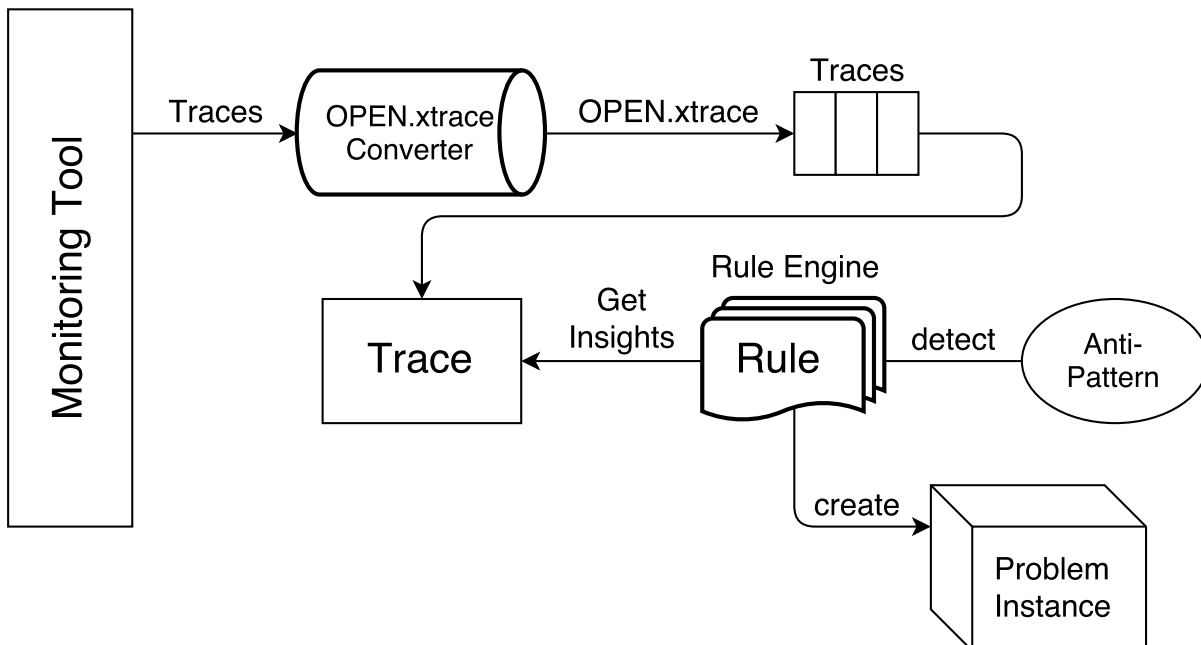 Monitoring Tool
Traces
OPEN.xtrace
Converter
OPEN.xtrace
Traces
Trace
Get
Insights
Rule Engine
Rule
detect
Anti-
Pattern
create
Problem
Instance